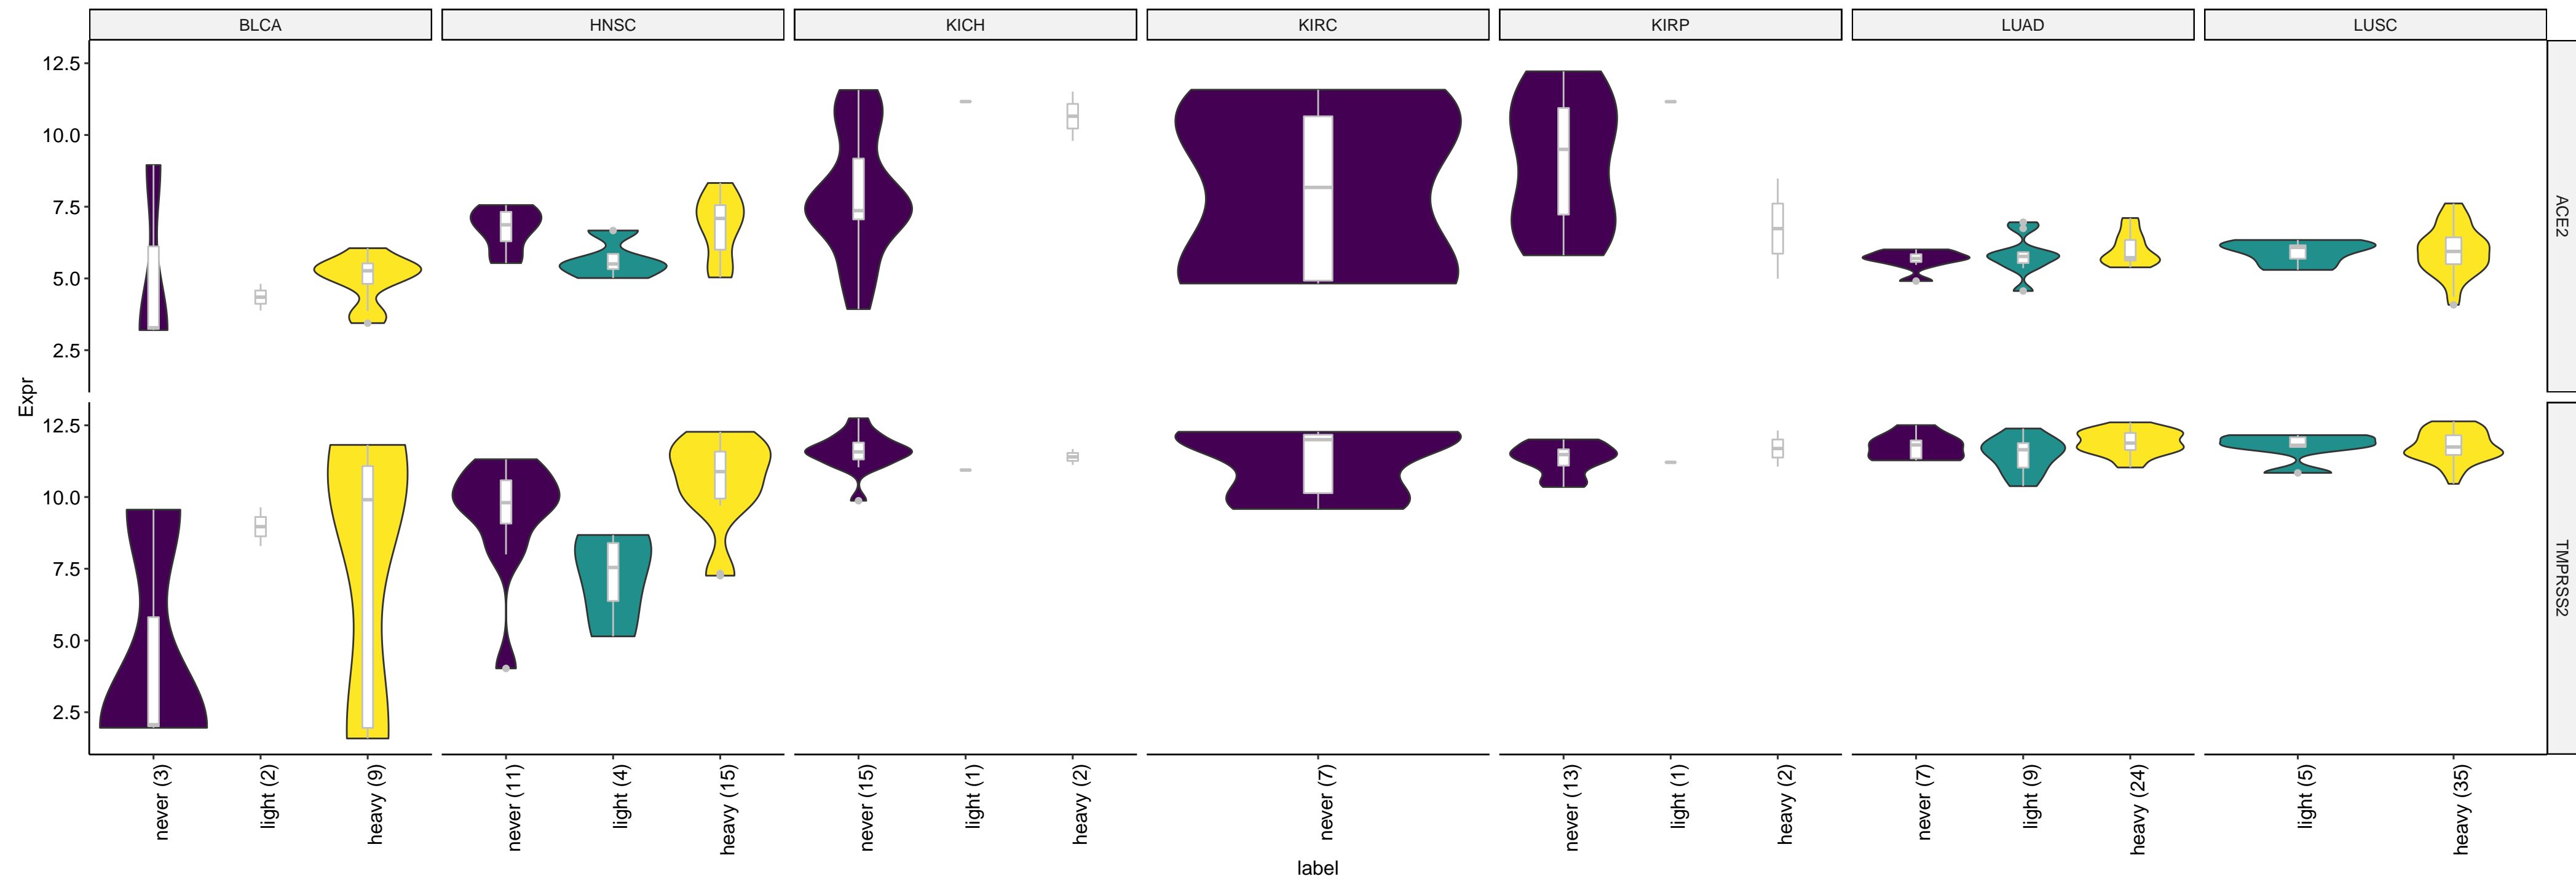 BLCA HNSC KICH KIRC KIRP LUAD LUSC
12.5
10.0
7.5
5.0
2.5
ACE2
Expr
12.5
10.0
7.5
5.0
2.5
TMPRSS2
never (3) light (2) heavy (9) never (11) light (4) heavy (15) never (15) light (1) heavy (2) never (7) never (13) light (1) heavy (2) never (7) light (9) heavy (24) light (5) heavy (35)
label